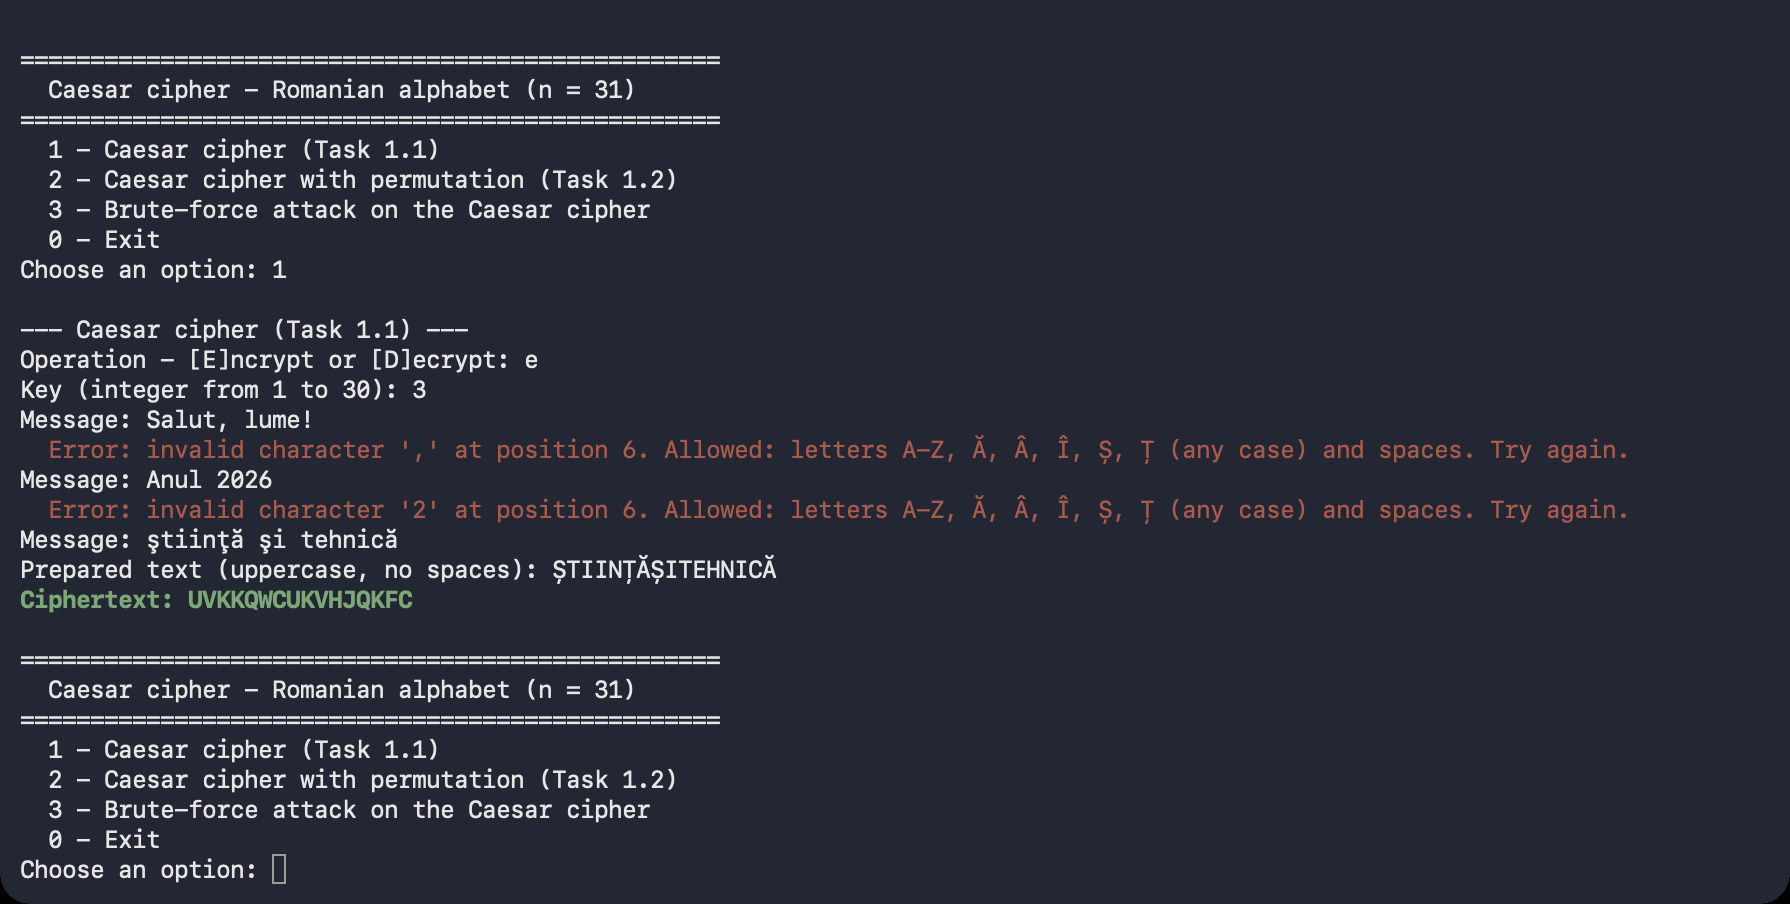 ==================================================
  Caesar cipher – Romanian alphabet (n = 31)
==================================================
  1 – Caesar cipher (Task 1.1)
  2 – Caesar cipher with permutation (Task 1.2)
  3 – Brute-force attack on the Caesar cipher
  0 – Exit
Choose an option: 1
--- Caesar cipher (Task 1.1) ---
Operation – [E]ncrypt or [D]ecrypt: e
Key (integer from 1 to 30): 3
Message: Salut, lume!
  Error: invalid character ',' at position 6. Allowed: letters A-Z, Ă, Â, Î, Ș, Ț (any case) and spaces. Try again.
Message: Anul 2026
  Error: invalid character '2' at position 6. Allowed: letters A-Z, Ă, Â, Î, Ș, Ț (any case) and spaces. Try again.
Message: ştiinţă şi tehnică
Prepared text (uppercase, no spaces): ȘTIINȚĂȘITEHNICĂ
Ciphertext: UVKKQWCUKVHJQKFC
==================================================
  Caesar cipher – Romanian alphabet (n = 31)
==================================================
  1 – Caesar cipher (Task 1.1)
  2 – Caesar cipher with permutation (Task 1.2)
  3 – Brute-force attack on the Caesar cipher
  0 – Exit
Choose an option: